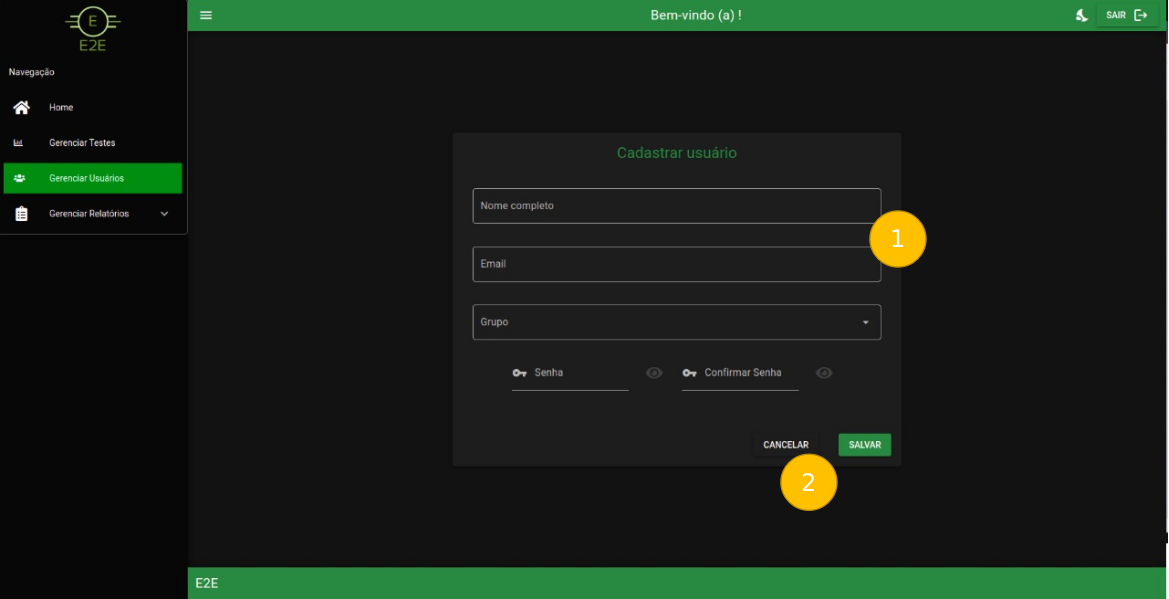 E
E2E
Bem-vindo (a) !
SAIR
Navegação
Home
Gerenciar Testes
Gerenciar Usuários
Gerenciar Relatórios
Cadastrar usuário
Nome completo
1
Email
Grupo
Senha
Confirmar Senha
CANCELAR
SALVAR
2
E2E